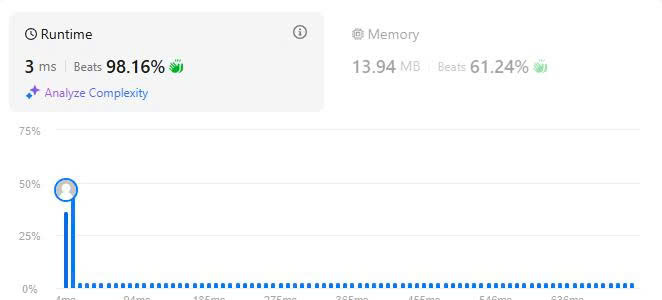 Runtime
3 ms Beats 98.16%
Analyze Complexity
Memory
13.94 MB Beats 61.24%
75%
50%
25%
0%
4ms 94ms 185ms 275ms 365ms 455ms 546ms 636ms